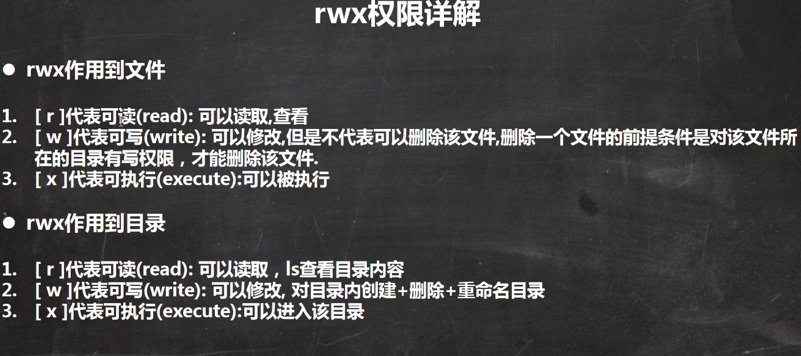 rwx权限详解
● rwx作用到文件
1. [ r ]代表可读(read): 可以读取,查看
2. [ w ]代表可写(write): 可以修改,但是不代表可以删除该文件,删除一个文件的前提条件是对该文件所
在的目录有写权限，才能删除该文件.
3. [ x ]代表可执行(execute):可以被执行
● rwx作用到目录
1. [ r ]代表可读(read): 可以读取，ls查看目录内容
2. [ w ]代表可写(write): 可以修改, 对目录内创建+删除+重命名目录
3. [ x ]代表可执行(execute):可以进入该目录